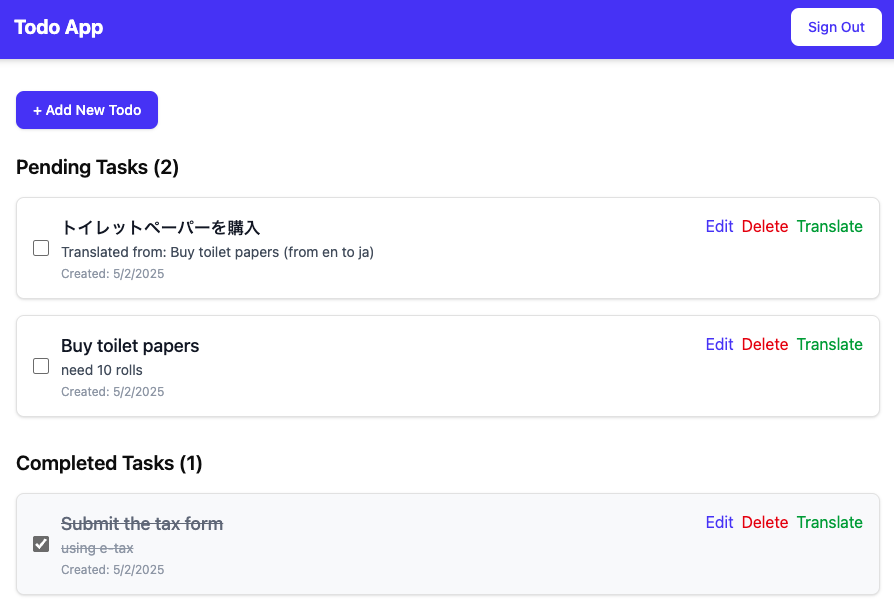 Todo App
Sign Out
+ Add New Todo
Pending Tasks (2)
トイレットペーパーを購入
Edit Delete Translate
Translated from: Buy toilet papers (from en to ja)
Created: 5/2/2025
Buy toilet papers
Edit Delete Translate
need 10 rolls
Created: 5/2/2025
Completed Tasks (1)
Submit the tax form
Edit Delete Translate
using e-tax
Created: 5/2/2025